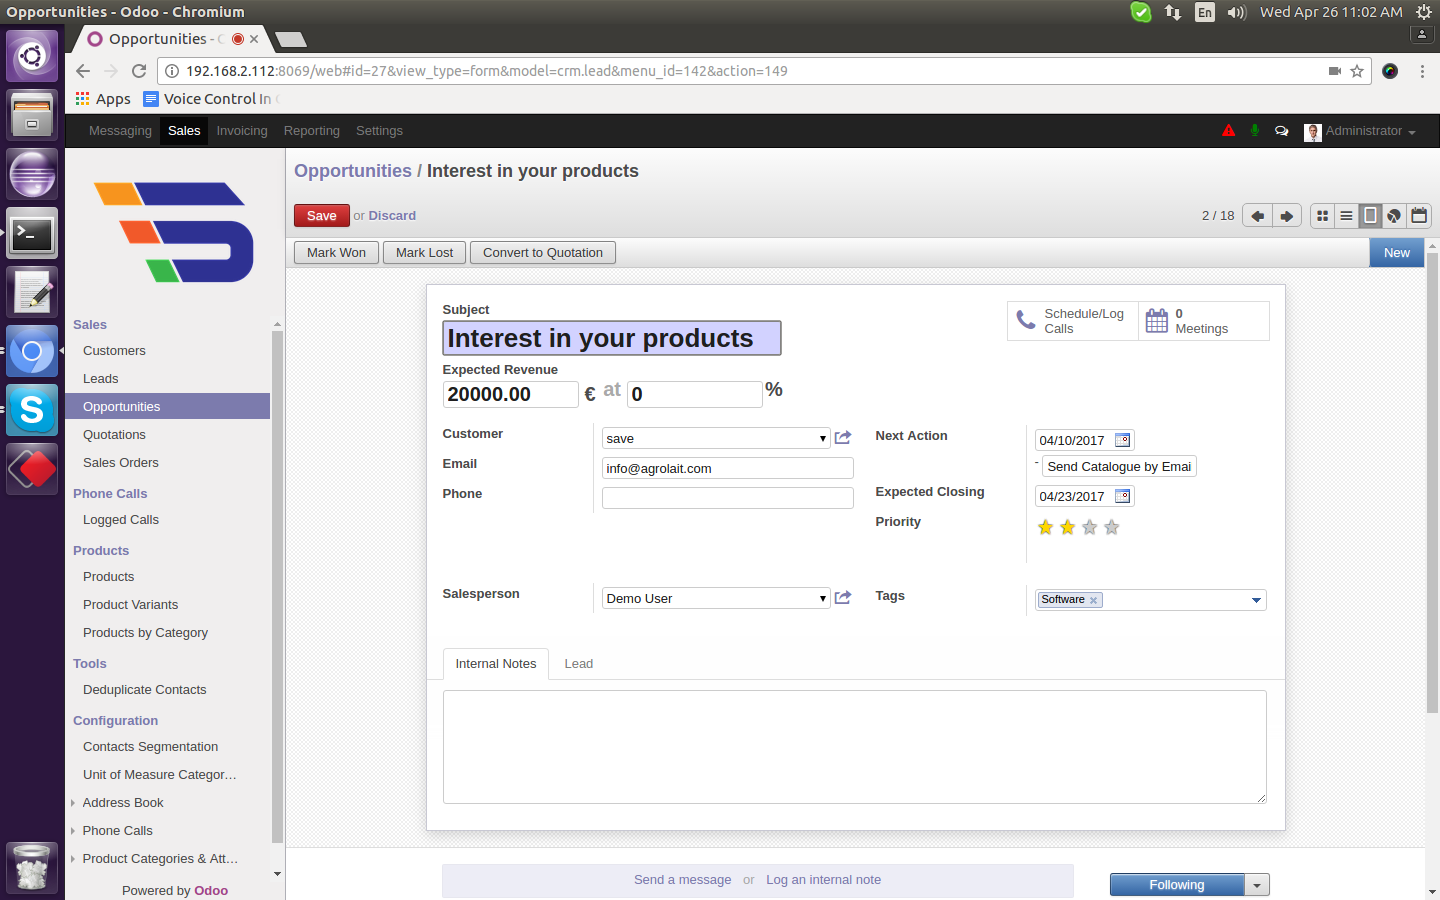 Opportunities - Odoo - Chromium
En
Wed Apr 26 11:02 AM
Opportunities -
192.168.2.112:8069/web#id=27&view_type=form&model=crm.lead&menu_id=142&action=149
Apps
Voice Control In
Messaging
Sales
Invoicing
Reporting
Settings
Administrator
Opportunities / Interest in your products
Save or Discard
2 / 18
Mark Won
Mark Lost
Convert to Quotation
New
Sales
Customers
Leads
Opportunities
Quotations
Sales Orders
Phone Calls
Logged Calls
Products
Products
Product Variants
Products by Category
Tools
Deduplicate Contacts
Configuration
Contacts Segmentation
Unit of Measure Categor...
Address Book
Phone Calls
Product Categories & Att...
Powered by Odoo
Subject
Interest in your products
Schedule/Log
Calls
0
Meetings
Expected Revenue
20000.00 € at 0 %
Customer
save
Email
info@agrolait.com
Phone
Next Action
04/10/2017
- Send Catalogue by Emai
Expected Closing
04/23/2017
Priority
Salesperson
Demo User
Tags
Software
Internal Notes
Lead
Send a message or Log an internal note
Following